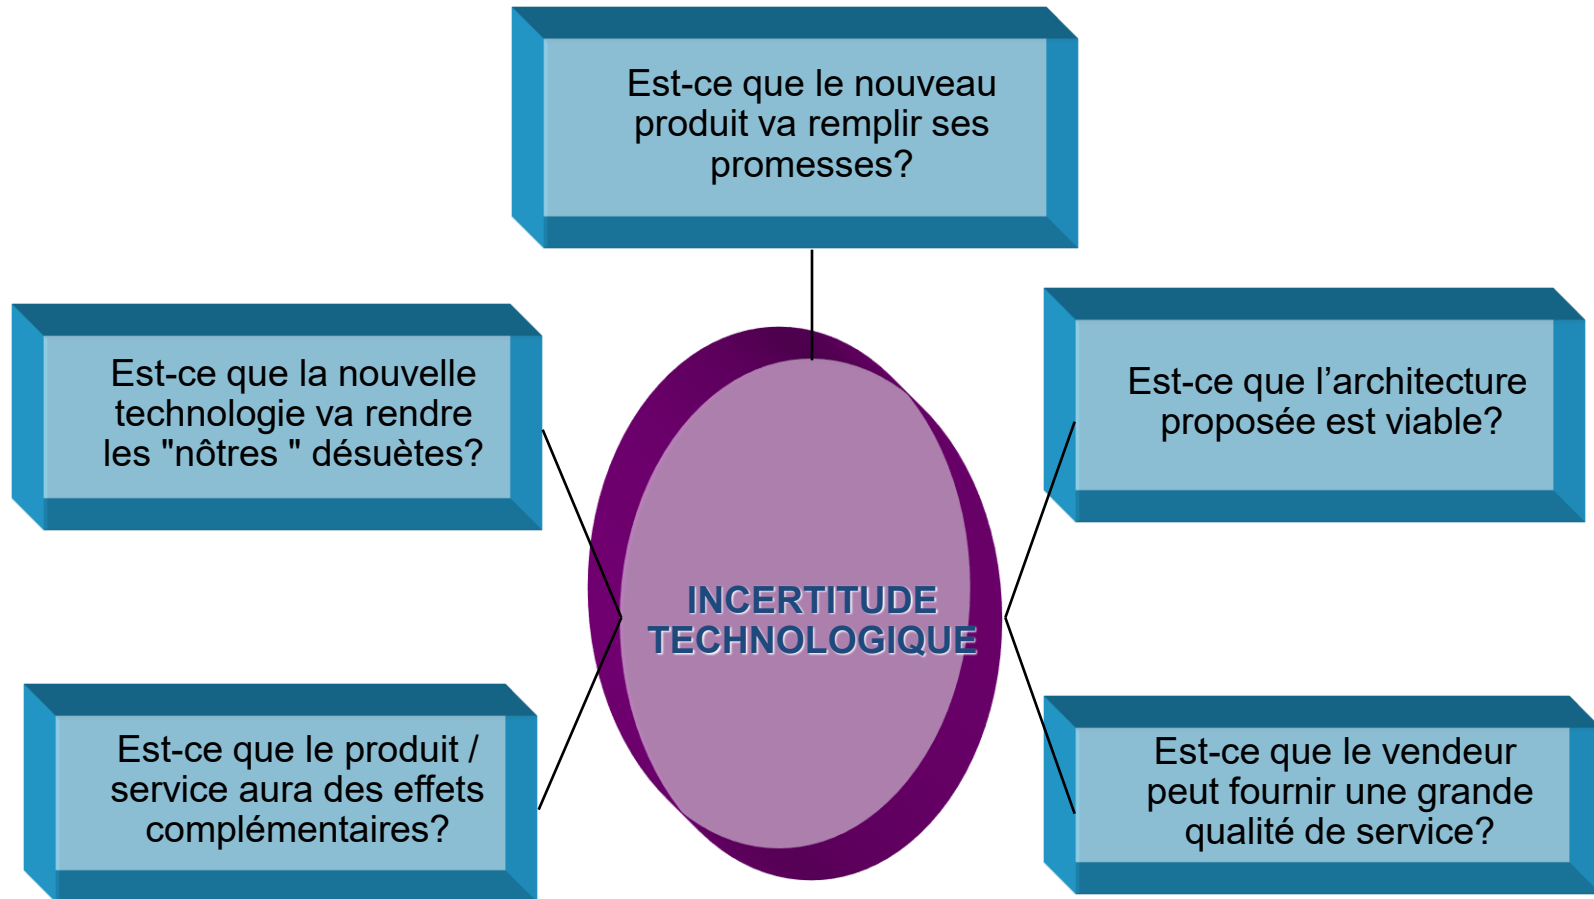 Est-ce que le nouveau
produit va remplir ses
promesses?
Est-ce que la nouvelle
technologie va rendre
les "nôtres " désuètes?
Est-ce que l’architecture
proposée est viable?
INCERTITUDE
TECHNOLOGIQUE
Est-ce que le produit /
service aura des effets
complémentaires?
Est-ce que le vendeur
peut fournir une grande
qualité de service?